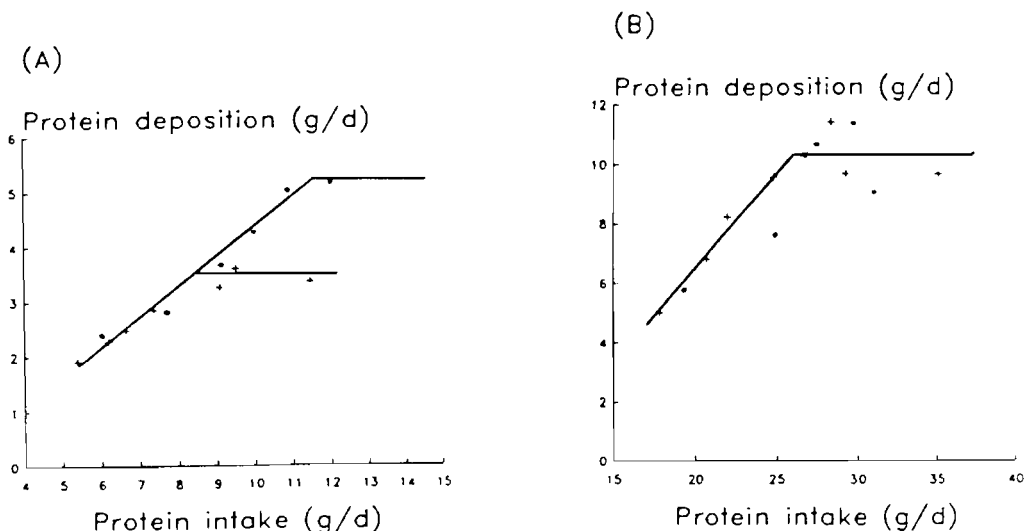 (A)
Protein deposition (g/d)
6
5
4
3
2
1
0
4 5 6 7 8 9 10 11 12 13 14 15
Protein intake (g/d)
(B)
Protein deposition (g/d)
12
10
8
6
4
2
0
15 20 25 30 35 40
Protein intake (g/d)